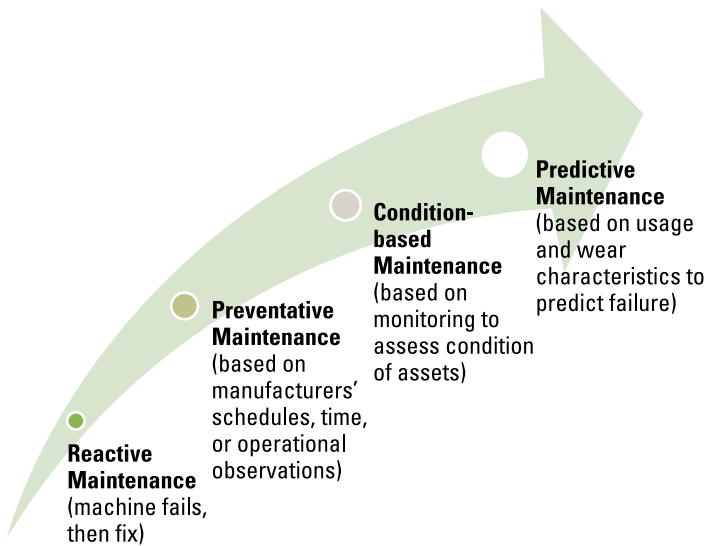 Reactive
Maintenance
(machine fails,
then fix)
Preventative
Maintenance
(based on
manufacturers’
schedules, time,
or operational
observations)
Condition-
based
Maintenance
(based on
monitoring to
assess condition
of assets)
Predictive
Maintenance
(based on usage
and wear
characteristics to
predict failure)